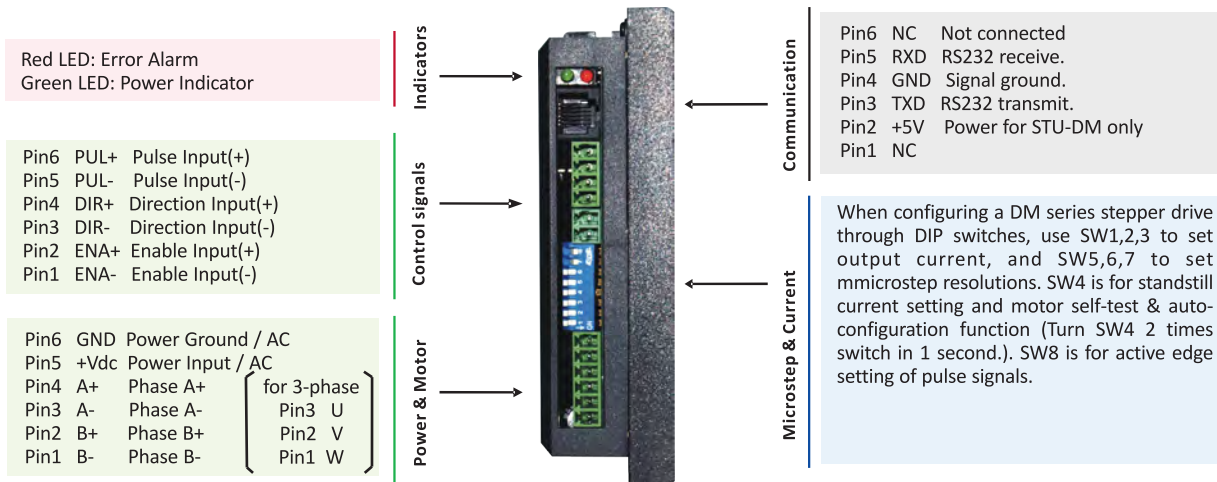 Red LED: Error Alarm
Green LED: Power Indicator
Indicators
Pin6 PUL+ Pulse Input(+)
Pin5 PUL- Pulse Input(-)
Pin4 DIR+ Direction Input(+)
Pin3 DIR- Direction Input(-)
Pin2 ENA+ Enable Input(+)
Pin1 ENA- Enable Input(-)
Control signals
Pin6 GND Power Ground / AC
Pin5 +Vdc Power Input / AC
Pin4 A+ Phase A+ for 3-phase
Pin3 A- Phase A- Pin3 U
Pin2 B+ Phase B+ Pin2 V
Pin1 B- Phase B- Pin1 W
Power & Motor
Communication
Pin6 NC Not connected
Pin5 RXD RS232 receive.
Pin4 GND Signal ground.
Pin3 TXD RS232 transmit.
Pin2 +5V Power for STU-DM only
Pin1 NC
Microstep & Current
When configuring a DM series stepper drive
through DIP switches, use SW1,2,3 to set
output current, and SW5,6,7 to set
mmicrostep resolutions. SW4 is for standstill
current setting and motor self-test & auto-
configuration function (Turn SW4 2 times
switch in 1 second.). SW8 is for active edge
setting of pulse signals.